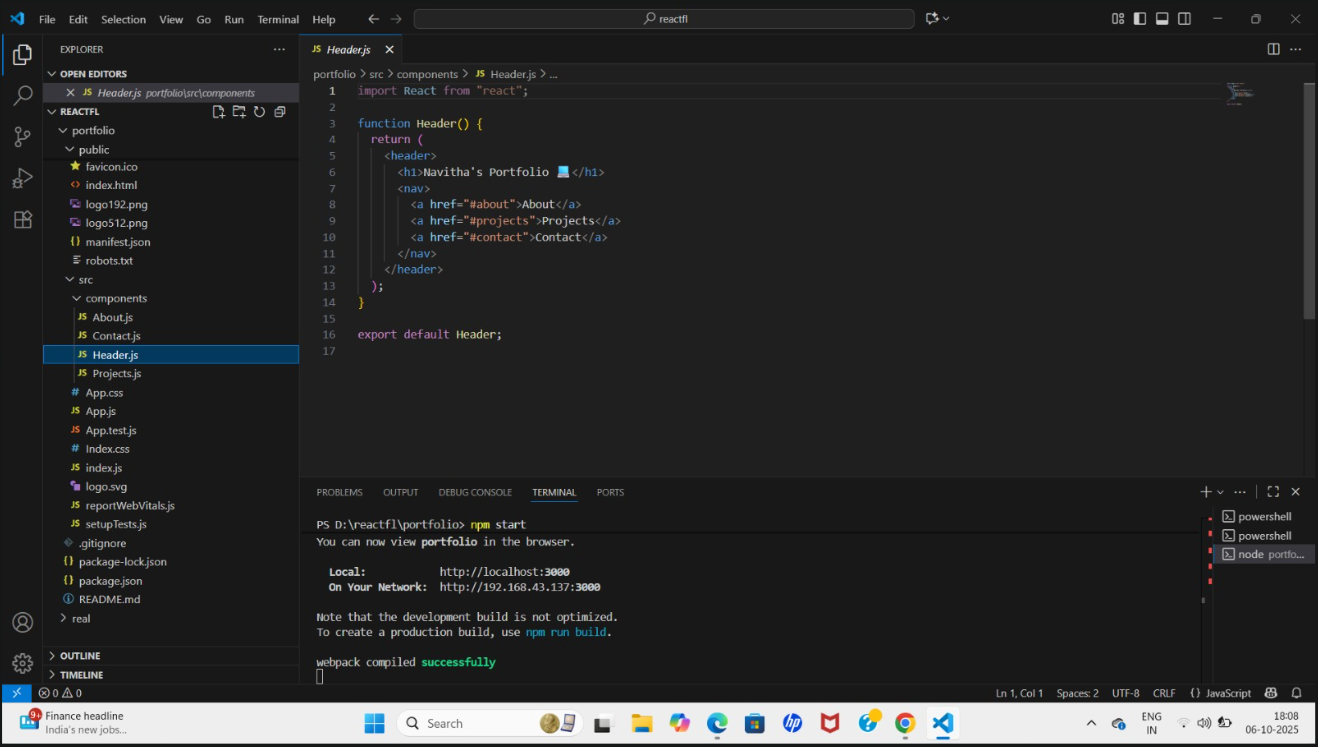 File Edit Selection View Go Run Terminal Help
reactfl
EXPLORER
OPEN EDITORS
JS Header.js portfolio\src\components
REACTFL
portfolio
public
favicon.ico
<> index.html
logo192.png
logo512.png
{} manifest.json
robots.txt
src
components
JS About.js
JS Contact.js
JS Header.js
JS Projects.js
# App.css
JS App.js
JS App.test.js
# Index.css
JS index.js
logo.svg
JS reportWebVitals.js
JS setupTests.js
.gitignore
{} package-lock.json
{} package.json
README.md
real
OUTLINE
TIMELINE
JS Header.js
portfolio > src > components > JS Header.js > ...
1 import React from "react";
2
3 function Header() {
4 return (
5 <header>
6 <h1>Navitha's Portfolio 💻</h1>
7 <nav>
8 <a href="#about">About</a>
9 <a href="#projects">Projects</a>
10 <a href="#contact">Contact</a>
11 </nav>
12 </header>
13 );
14 }
15
16 export default Header;
17
PROBLEMS OUTPUT DEBUG CONSOLE TERMINAL PORTS
PS D:\reactfl\portfolio> npm start
You can now view portfolio in the browser.
Local: http://localhost:3000
On Your Network: http://192.168.43.137:3000
Note that the development build is not optimized.
To create a production build, use npm run build.
webpack compiled successfully
powershell
powershell
node portfo...
0 0
Ln 1, Col 1 Spaces: 2 UTF-8 CRLF {} JavaScript
9+
Finance headline
India's new jobs...
Search
ENG
IN
18:08
06-10-2025